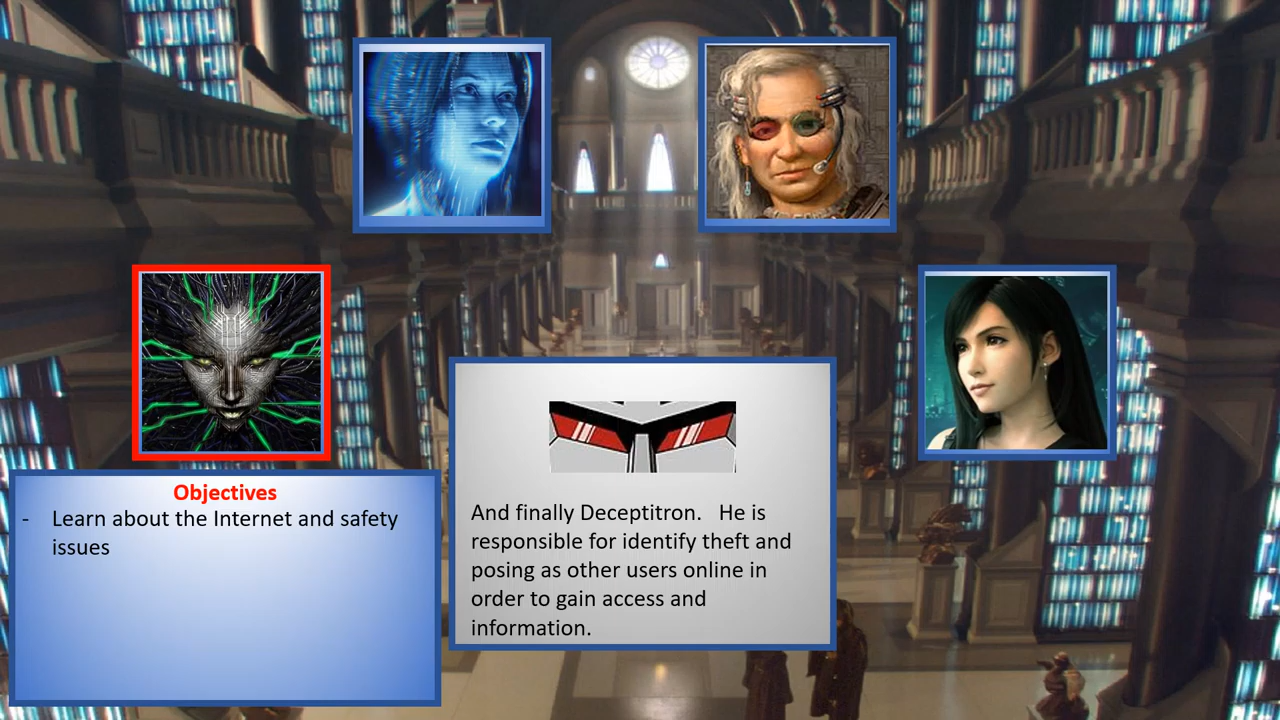 Objectives
- Learn about the Internet and safety
issues
And finally Deceptitron.   He is
responsible for identify theft and
posing as other users online in
order to gain access and
information.